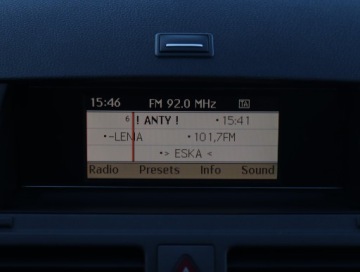 15:46 FM 92.0 MHz TA
6 ! ANTY ! •15:41
•-LENA •101,7FM
•> ESKA <
Radio Presets Info Sound